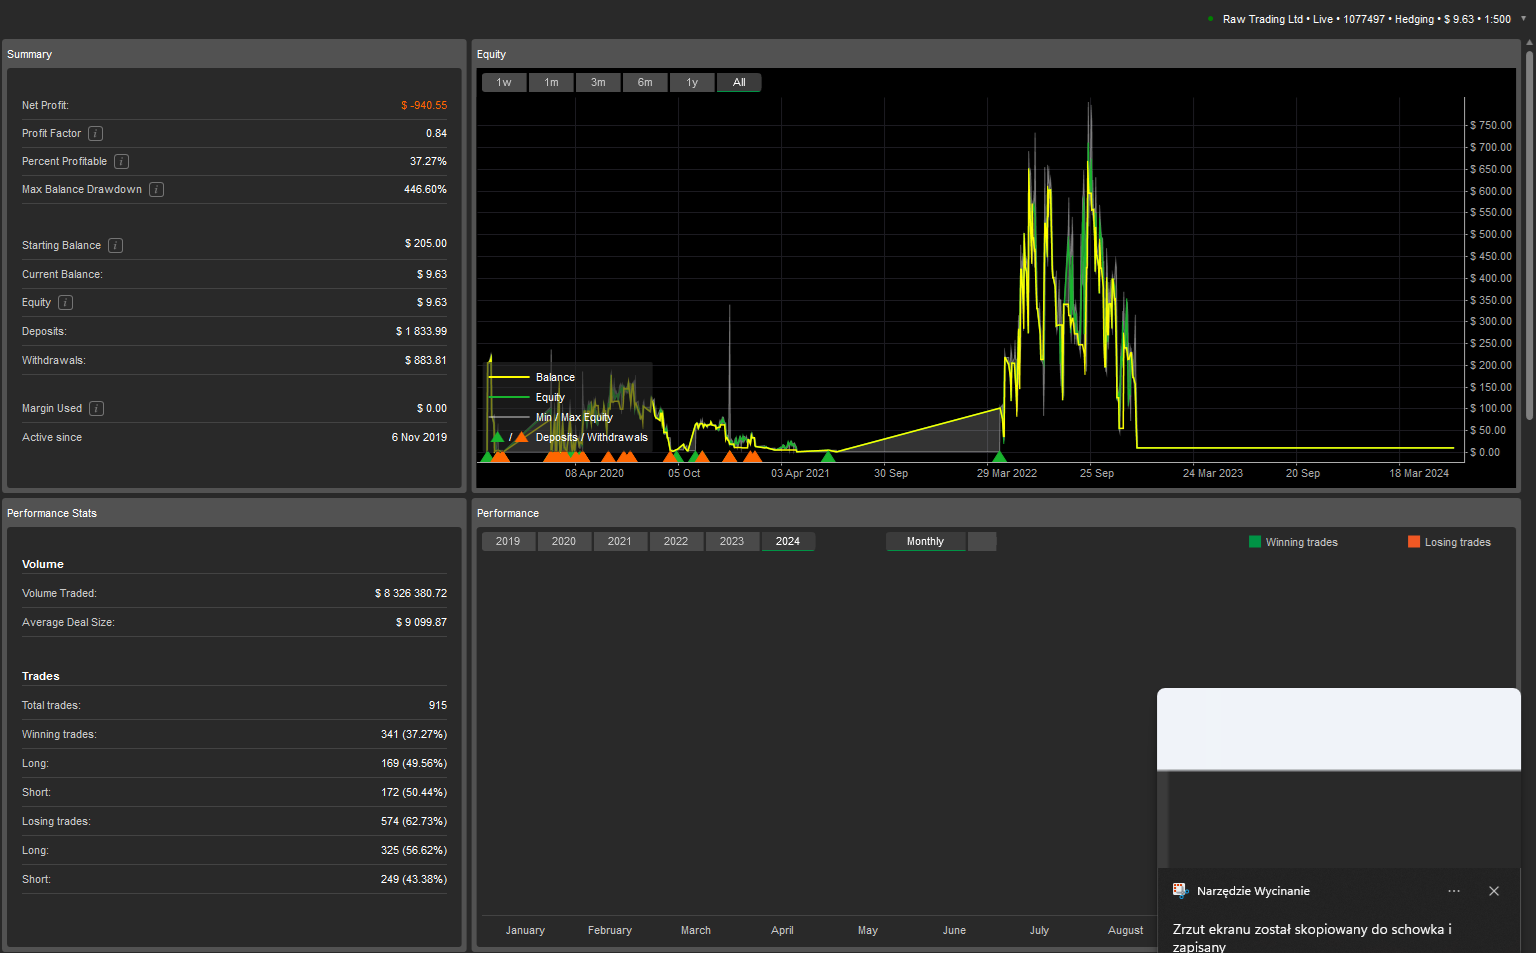 Raw Trading Ltd • Live • 1077497 • Hedging • $ 9.63 • 1:500
Summary
Net Profit: $ -940.55
Profit Factor i 0.84
Percent Profitable i 37.27%
Max Balance Drawdown i 446.60%
Starting Balance i $ 205.00
Current Balance: $ 9.63
Equity i $ 9.63
Deposits: $ 1 833.99
Withdrawals: $ 883.81
Margin Used i $ 0.00
Active since 6 Nov 2019
Equity
1w 1m 3m 6m 1y All
$ 750.00
$ 700.00
$ 650.00
$ 600.00
$ 550.00
$ 500.00
$ 450.00
$ 400.00
$ 350.00
$ 300.00
$ 250.00
$ 200.00
$ 150.00
$ 100.00
$ 50.00
$ 0.00
Balance
Equity
Min / Max Equity
/ Deposits / Withdrawals
08 Apr 2020 05 Oct 03 Apr 2021 30 Sep 29 Mar 2022 25 Sep 24 Mar 2023 20 Sep 18 Mar 2024
Performance Stats
Volume
Volume Traded: $ 8 326 380.72
Average Deal Size: $ 9 099.87
Trades
Total trades: 915
Winning trades: 341 (37.27%)
Long: 169 (49.56%)
Short: 172 (50.44%)
Losing trades: 574 (62.73%)
Long: 325 (56.62%)
Short: 249 (43.38%)
Performance
2019 2020 2021 2022 2023 2024 Monthly Winning trades Losing trades
January February March April May June July August
Narzędzie Wycinanie
Zrzut ekranu został skopiowany do schowka i
zapisany